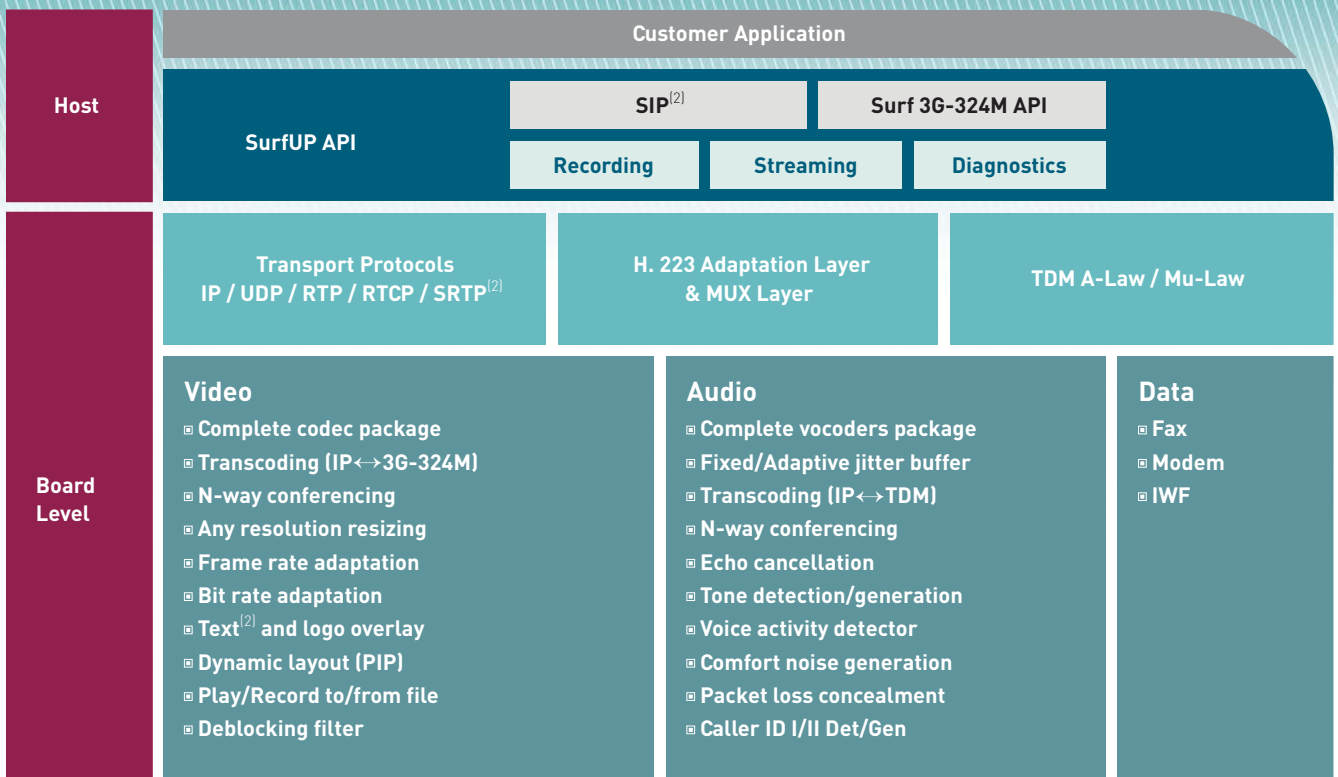 Customer Application
Host
SurfUP API
SIP(2)
Surf 3G-324M API
Recording
Streaming
Diagnostics
Board
Level
Transport Protocols
IP / UDP / RTP / RTCP / SRTP(2)
H. 223 Adaptation Layer
& MUX Layer
TDM A-Law / Mu-Law
Video
Complete codec package
Transcoding (IP↔3G-324M)
N-way conferencing
Any resolution resizing
Frame rate adaptation
Bit rate adaptation
Text(2) and logo overlay
Dynamic layout (PIP)
Play/Record to/from file
Deblocking filter
Audio
Complete vocoders package
Fixed/Adaptive jitter buffer
Transcoding (IP↔TDM)
N-way conferencing
Echo cancellation
Tone detection/generation
Voice activity detector
Comfort noise generation
Packet loss concealment
Caller ID I/II Det/Gen
Data
Fax
Modem
IWF